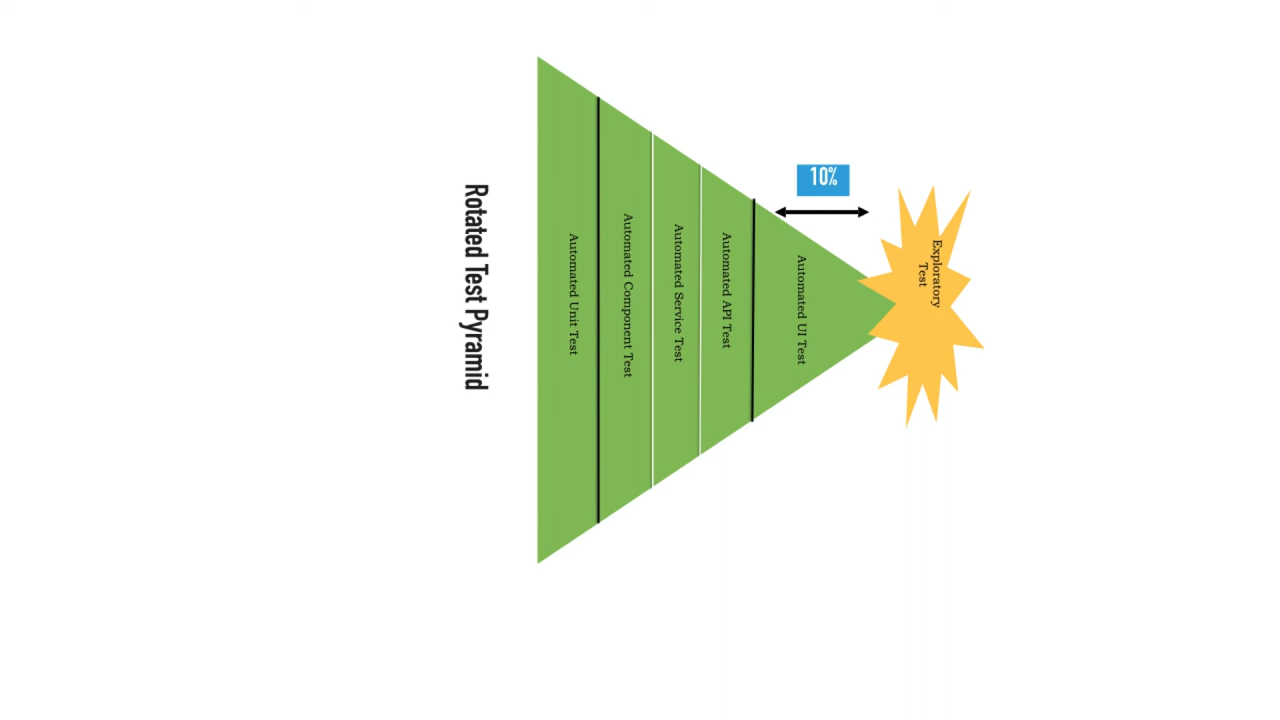 Rotated Test Pyramid
Automated Unit Test
Automated Component Test
Automated Service Test
Automated API Test
Automated UI Test
10%
Exploratory
Test